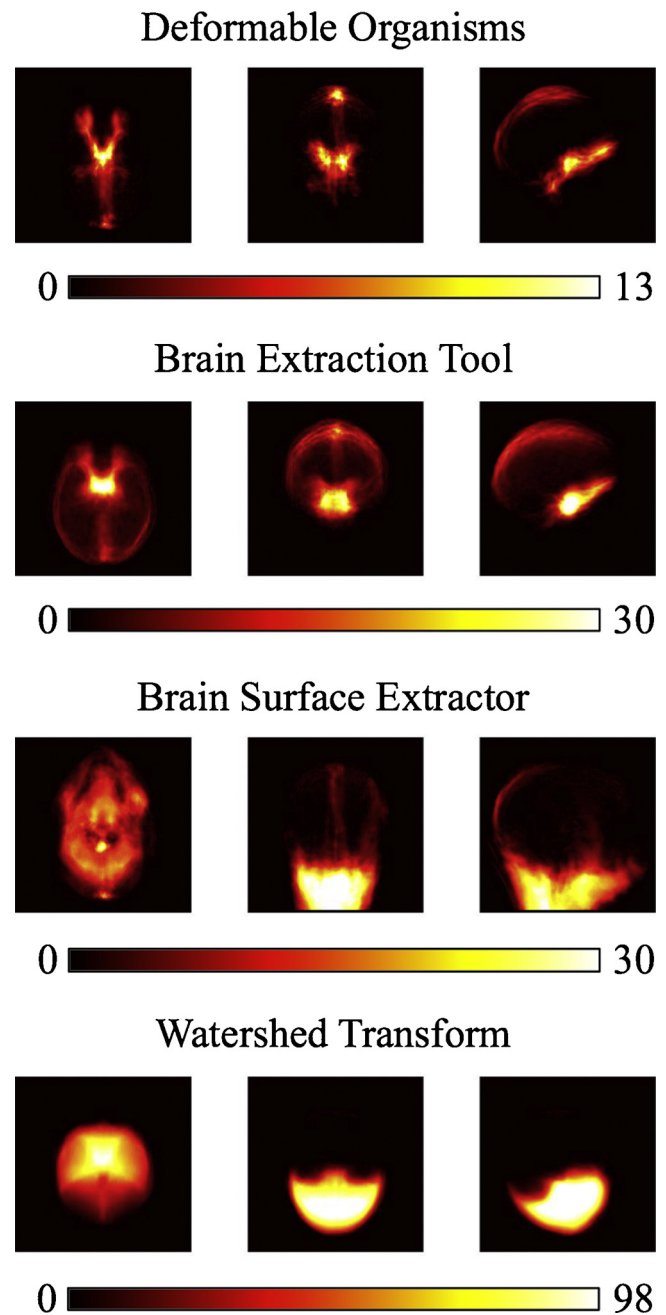 Deformable Organisms
0 13
Brain Extraction Tool
0 30
Brain Surface Extractor
0 30
Watershed Transform
0 98